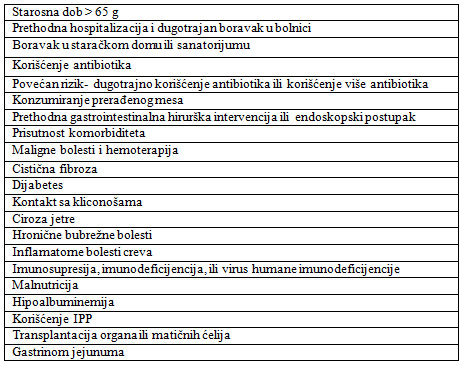 Starosna dob > 65 g
Prethodna hospitalizacija i dugotrajan boravak u bolnici
Boravak u staračkom domu ili sanatorijumu
Korišćenje antibiotika
Povećan rizik- dugotrajno korišćenje antibiotika ili korišćenje više antibiotika
Konzumiranje prerađenog mesa
Prethodna gastrointestinalna hirurška intervencija ili endoskopski postupak
Prisutnost komorbiditeta
Maligne bolesti i hemoterapija
Cistična fibroza
Dijabetes
Kontakt sa kliconošama
Ciroza jetre
Hronične bubrežne bolesti
Inflamatorne bolesti creva
Imunosupresija, imunodeficijencija, ili virus humane imunodeficijencije
Malnutricija
Hipoalbuminemija
Korišćenje IPP
Transplantacija organa ili matičnih ćelija
Gastrinom jejunuma